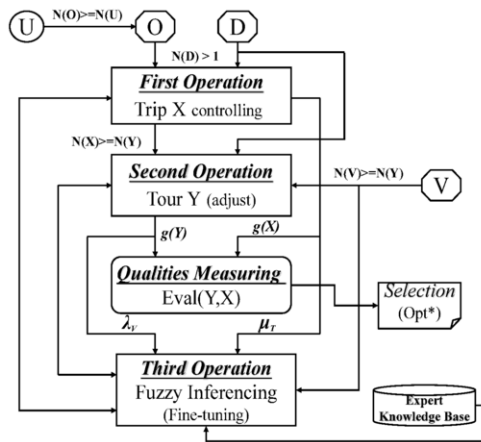 U
N(O)>=N(U)
O
D
N(D) > 1
First Operation
Trip X controlling
N(X)>=N(Y)
Second Operation
Tour Y (adjust)
N(V)>=N(Y)
V
g(Y)
g(X)
Qualities Measuring
Eval(Y,X)
Selection
(Opt*)
λV
μT
Third Operation
Fuzzy Inferencing
(Fine-tuning)
Expert
Knowledge Base